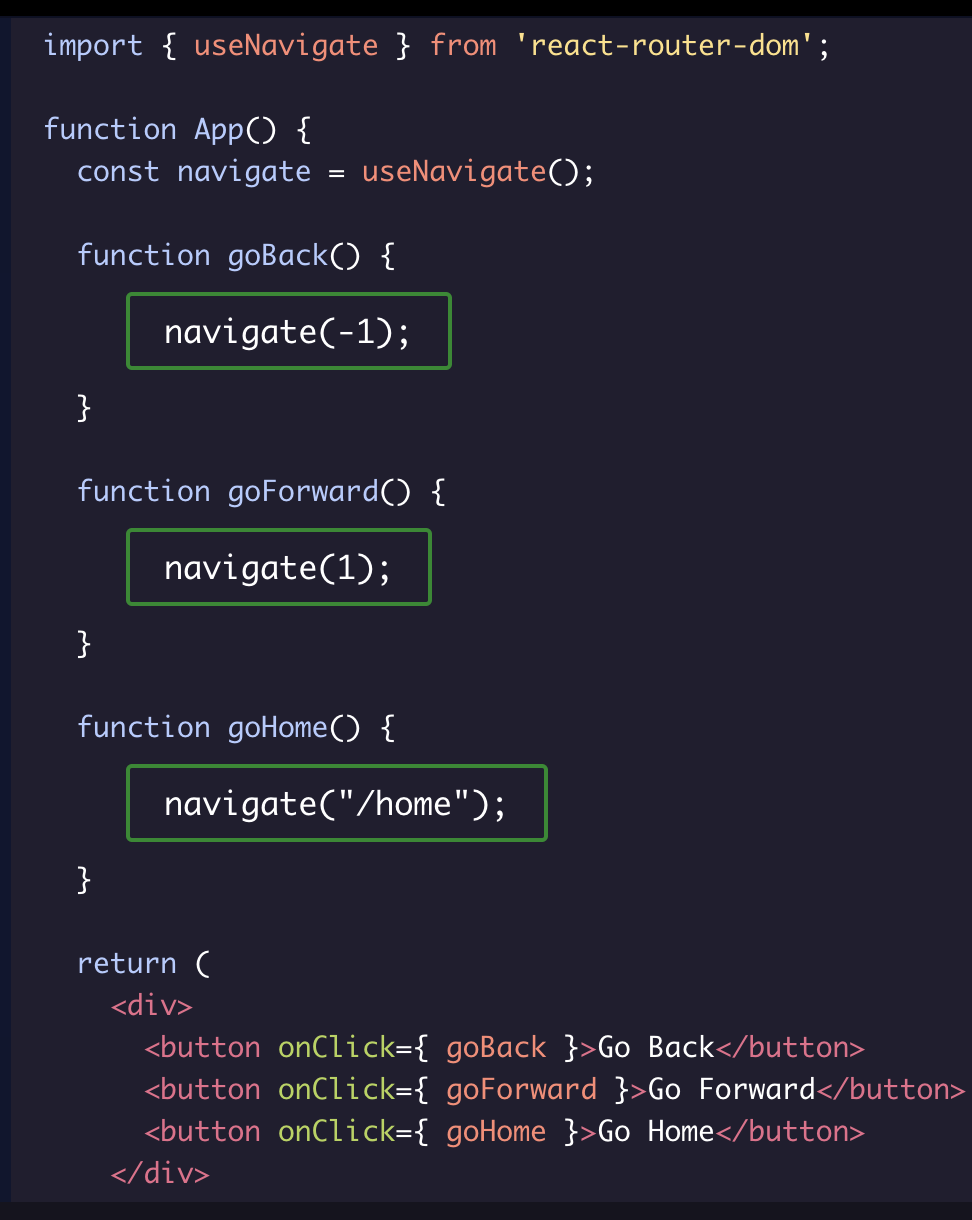 import { useNavigate } from 'react-router-dom';
function App() {
const navigate = useNavigate();
function goBack() {
navigate(-1);
}
function goForward() {
navigate(1);
}
function goHome() {
navigate("/home");
}
return (
<div>
<button onClick={ goBack }>Go Back</button>
<button onClick={ goForward }>Go Forward</button>
<button onClick={ goHome }>Go Home</button>
</div>